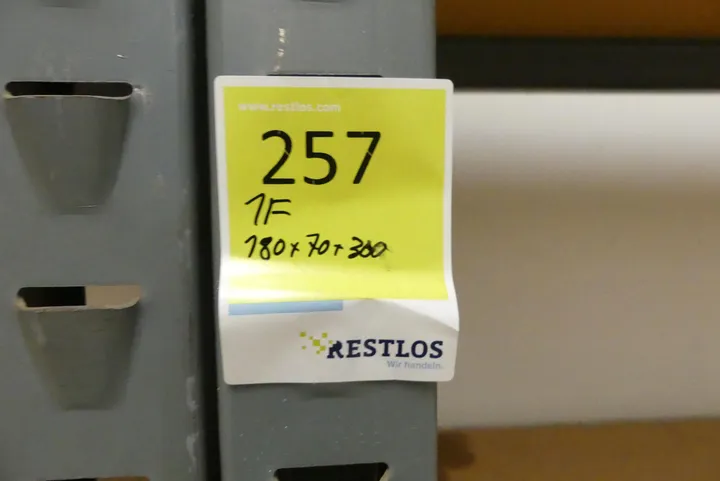 www.restlos.com
257
1F
180x70x300
RESTLOS
Wir handeln.